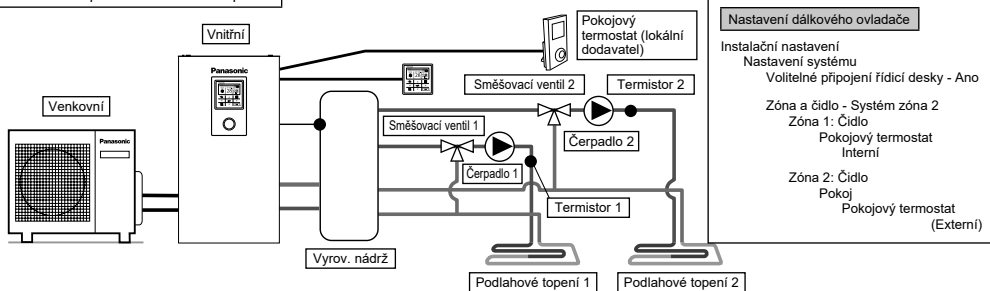 Vnitřní
Pokojový
termostat (lokální
dodavatel)
Panasonic
Venkovní
Panasonic
Směšovací ventil 2
Termistor 2
Směšovací ventil 1
Čerpadlo 2
Čerpadlo 1
Termistor 1
Vyrov. nádrž
Podlahové topení 1
Podlahové topení 2
Nastavení dálkového ovladače
Instalační nastavení
Nastavení systému
Volitelné připojení řídicí desky - Ano
Zóna a čidlo - Systém zóna 2
Zóna 1: Čidlo
Pokojový termostat
Interní
Zóna 2: Čidlo
Pokoj
Pokojový termostat
(Externí)